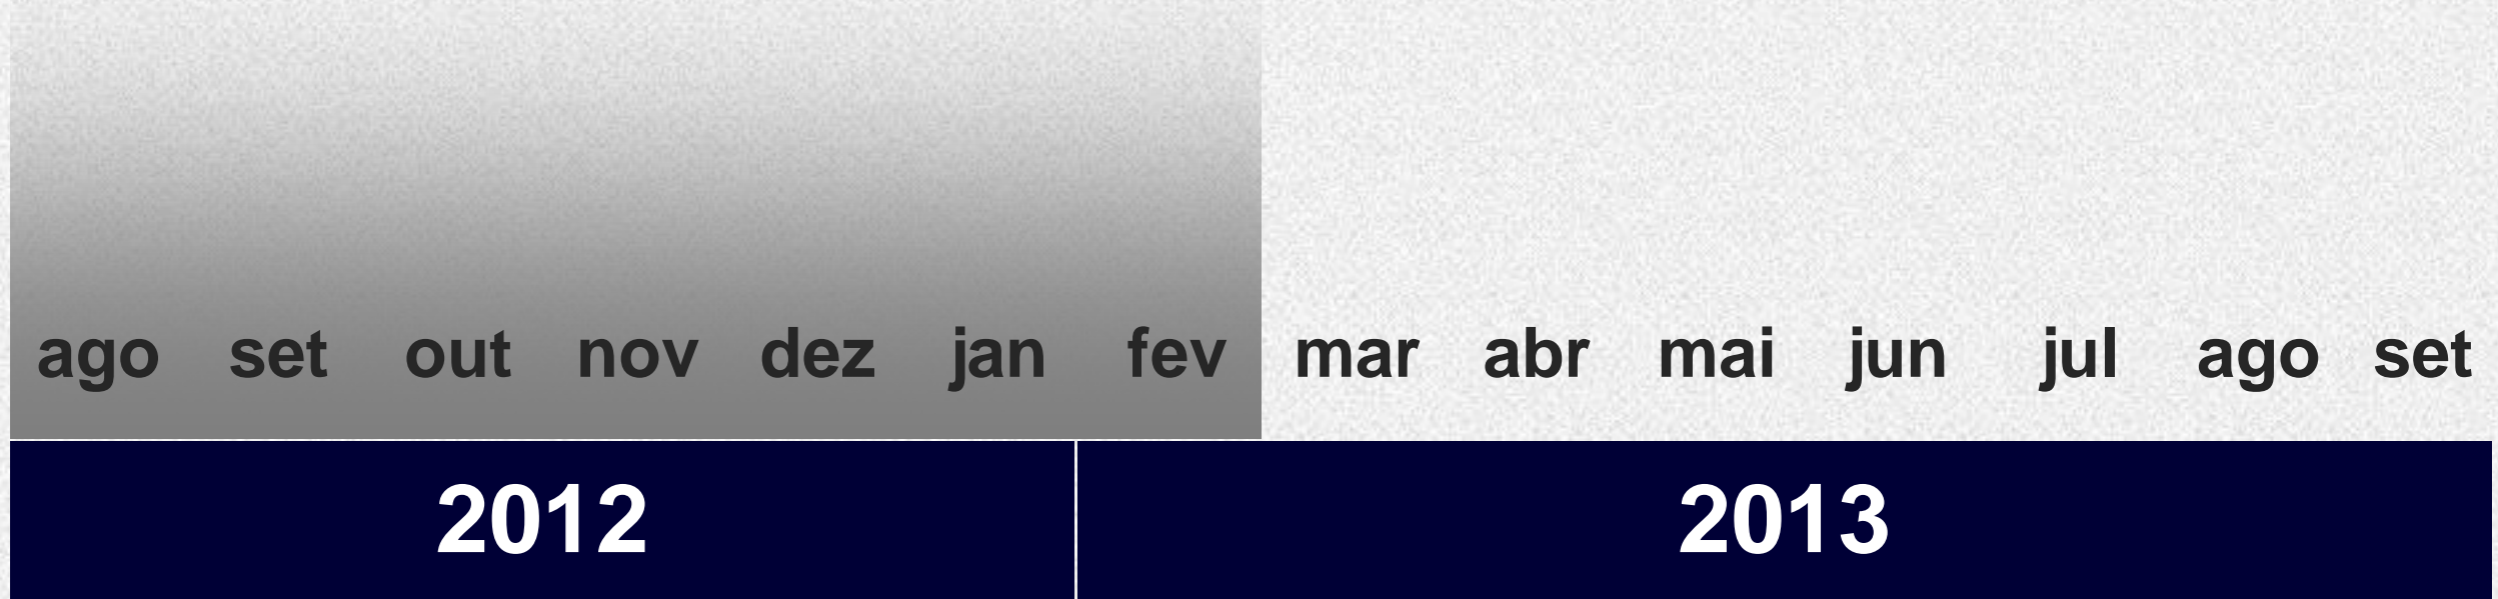 ago set out nov dez jan fev mar abr mai jun jul ago set
2012 2013